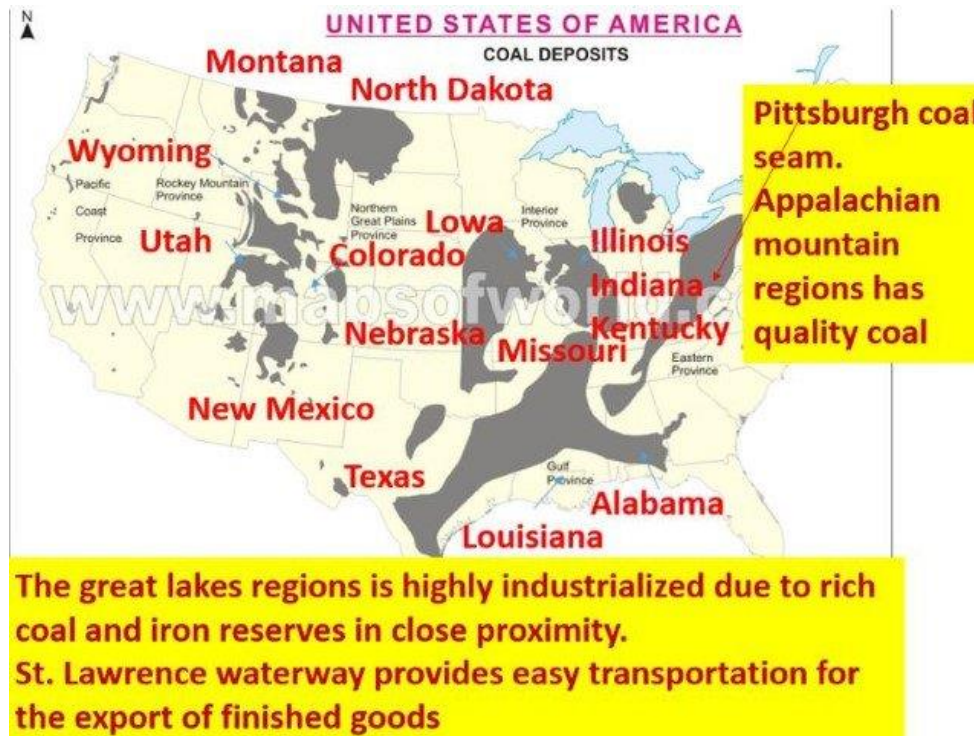 N
UNITED STATES OF AMERICA
COAL DEPOSITS
Montana
North Dakota
Pittsburgh coal
seam.
Appalachian
mountain
regions has
quality coal
Wyoming
Pacific
Coast
Province
Rockey Mountain
Province
Northern
Great Plains
Province
Interior
Province
Lowa
Utah
Colorado
Illinois
Indiana
www.mapsofworld.co
Nebraska
Kentucky
Missouri
Eastern
Province
New Mexico
Texas
Gulf
Province
Alabama
Louisiana
The great lakes regions is highly industrialized due to rich
coal and iron reserves in close proximity.
St. Lawrence waterway provides easy transportation for
the export of finished goods